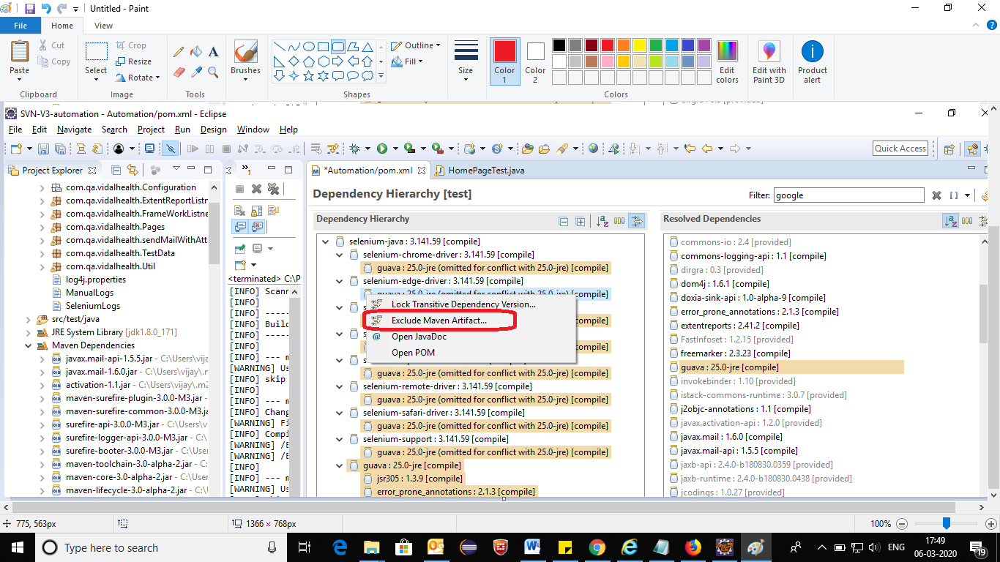 Untitled - Paint
File Home View
Paste Cut Copy
Clipboard
Select Crop Resize Rotate
Image
Tools
Brushes
Shapes
Outline Fill
Size
Color 1
Color 2
Edit colors
Colors
Edit with Paint 3D
Product alert
SVN-V3-automation - Automation/pom.xml - Eclipse
File Edit Navigate Search Project Run Design Window Help
Quick Access
Project Explorer
com.qa.vidalhealth.Configuration
com.qa.vidalhealth.ExtentReportListn
com.qa.vidalhealth.FrameWorkListne
com.qa.vidalhealth.Pages
com.qa.vidalhealth.sendMailWithAtt
com.qa.vidalhealth.TestData
com.qa.vidalhealth.Util
log4j.properties
ManualLogs
SeleniumLogs
src/test/java
JRE System Library [jdk1.8.0_171]
Maven Dependencies
javax.mail-api-1.5.5.jar - C:\Users\vija
javax.mail-1.6.0.jar - C:\Users\vijay\.m
activation-1.1.jar - C:\Users\vijay\.m2
maven-surefire-plugin-3.0.0-M3.jar
maven-surefire-common-3.0.0-M3.jar
surefire-api-3.0.0-M3.jar - C:\Users\v
surefire-logger-api-3.0.0-M3.jar
surefire-booter-3.0.0-M3.jar - C:\Us
maven-toolchain-3.0-alpha-2.jar - C:
maven-core-3.0-alpha-2.jar - C:\User
maven-lifecycle-3.0-alpha-2.jar - C:\
<terminated> C:\P
[INFO] Scann
[INFO]
[INFO] -----
[INFO] Build
[INFO] -----
[INFO]
[INFO] --- m
[WARNING] Us
[INFO] skip
[INFO]
[INFO] --- m
[INFO] Chang
[WARNING] Fi
[INFO] Compi
[WARNING] /E
[WARNING] /E
[INFO]
[INFO] --- m
[WARNING] Us
*Automation/pom.xml
HomePageTest.java
Dependency Hierarchy [test]
Filter: google
Dependency Hierarchy
selenium-java : 3.141.59 [compile]
selenium-chrome-driver : 3.141.59 [compile]
guava : 25.0-jre (omitted for conflict with 25.0-jre) [compile]
selenium-edge-driver : 3.141.59 [compile]
guava : 25.0-jre (omitted for conflict with 25.0-jre) [compile]
Lock Transitive Dependency Version...
Exclude Maven Artifact...
Open JavaDoc
Open POM
guava : 25.0-jre (omitted for conflict with 25.0-jre) [compile]
selenium-remote-driver : 3.141.59 [compile]
guava : 25.0-jre (omitted for conflict with 25.0-jre) [compile]
selenium-safari-driver : 3.141.59 [compile]
guava : 25.0-jre (omitted for conflict with 25.0-jre) [compile]
selenium-support : 3.141.59 [compile]
guava : 25.0-jre (omitted for conflict with 25.0-jre) [compile]
guava : 25.0-jre [compile]
jsr305 : 1.3.9 [compile]
error_prone_annotations : 2.1.3 [compile]
Resolved Dependencies
commons-io : 2.4 [provided]
commons-logging-api : 1.1 [compile]
dirgra : 0.3 [provided]
dom4j : 1.6.1 [compile]
doxia-sink-api : 1.0-alpha-9 [compile]
error_prone_annotations : 2.1.3 [compile]
extentreports : 2.41.2 [compile]
FastInfoset : 1.2.15 [provided]
freemarker : 2.3.23 [compile]
guava : 25.0-jre [compile]
invokebinder : 1.10 [provided]
istack-commons-runtime : 3.0.7 [provided]
j2objc-annotations : 1.1 [compile]
javax.activation-api : 1.2.0 [provided]
javax.mail : 1.6.0 [compile]
javax.mail-api : 1.5.5 [compile]
jaxb-api : 2.4.0-b180830.0359 [provided]
jaxb-runtime : 2.4.0-b180830.0438 [provided]
jcodings : 1.0.27 [provided]
775, 563px
1366 × 768px
100%
Type here to search
ENG
17:49
06-03-2020
19